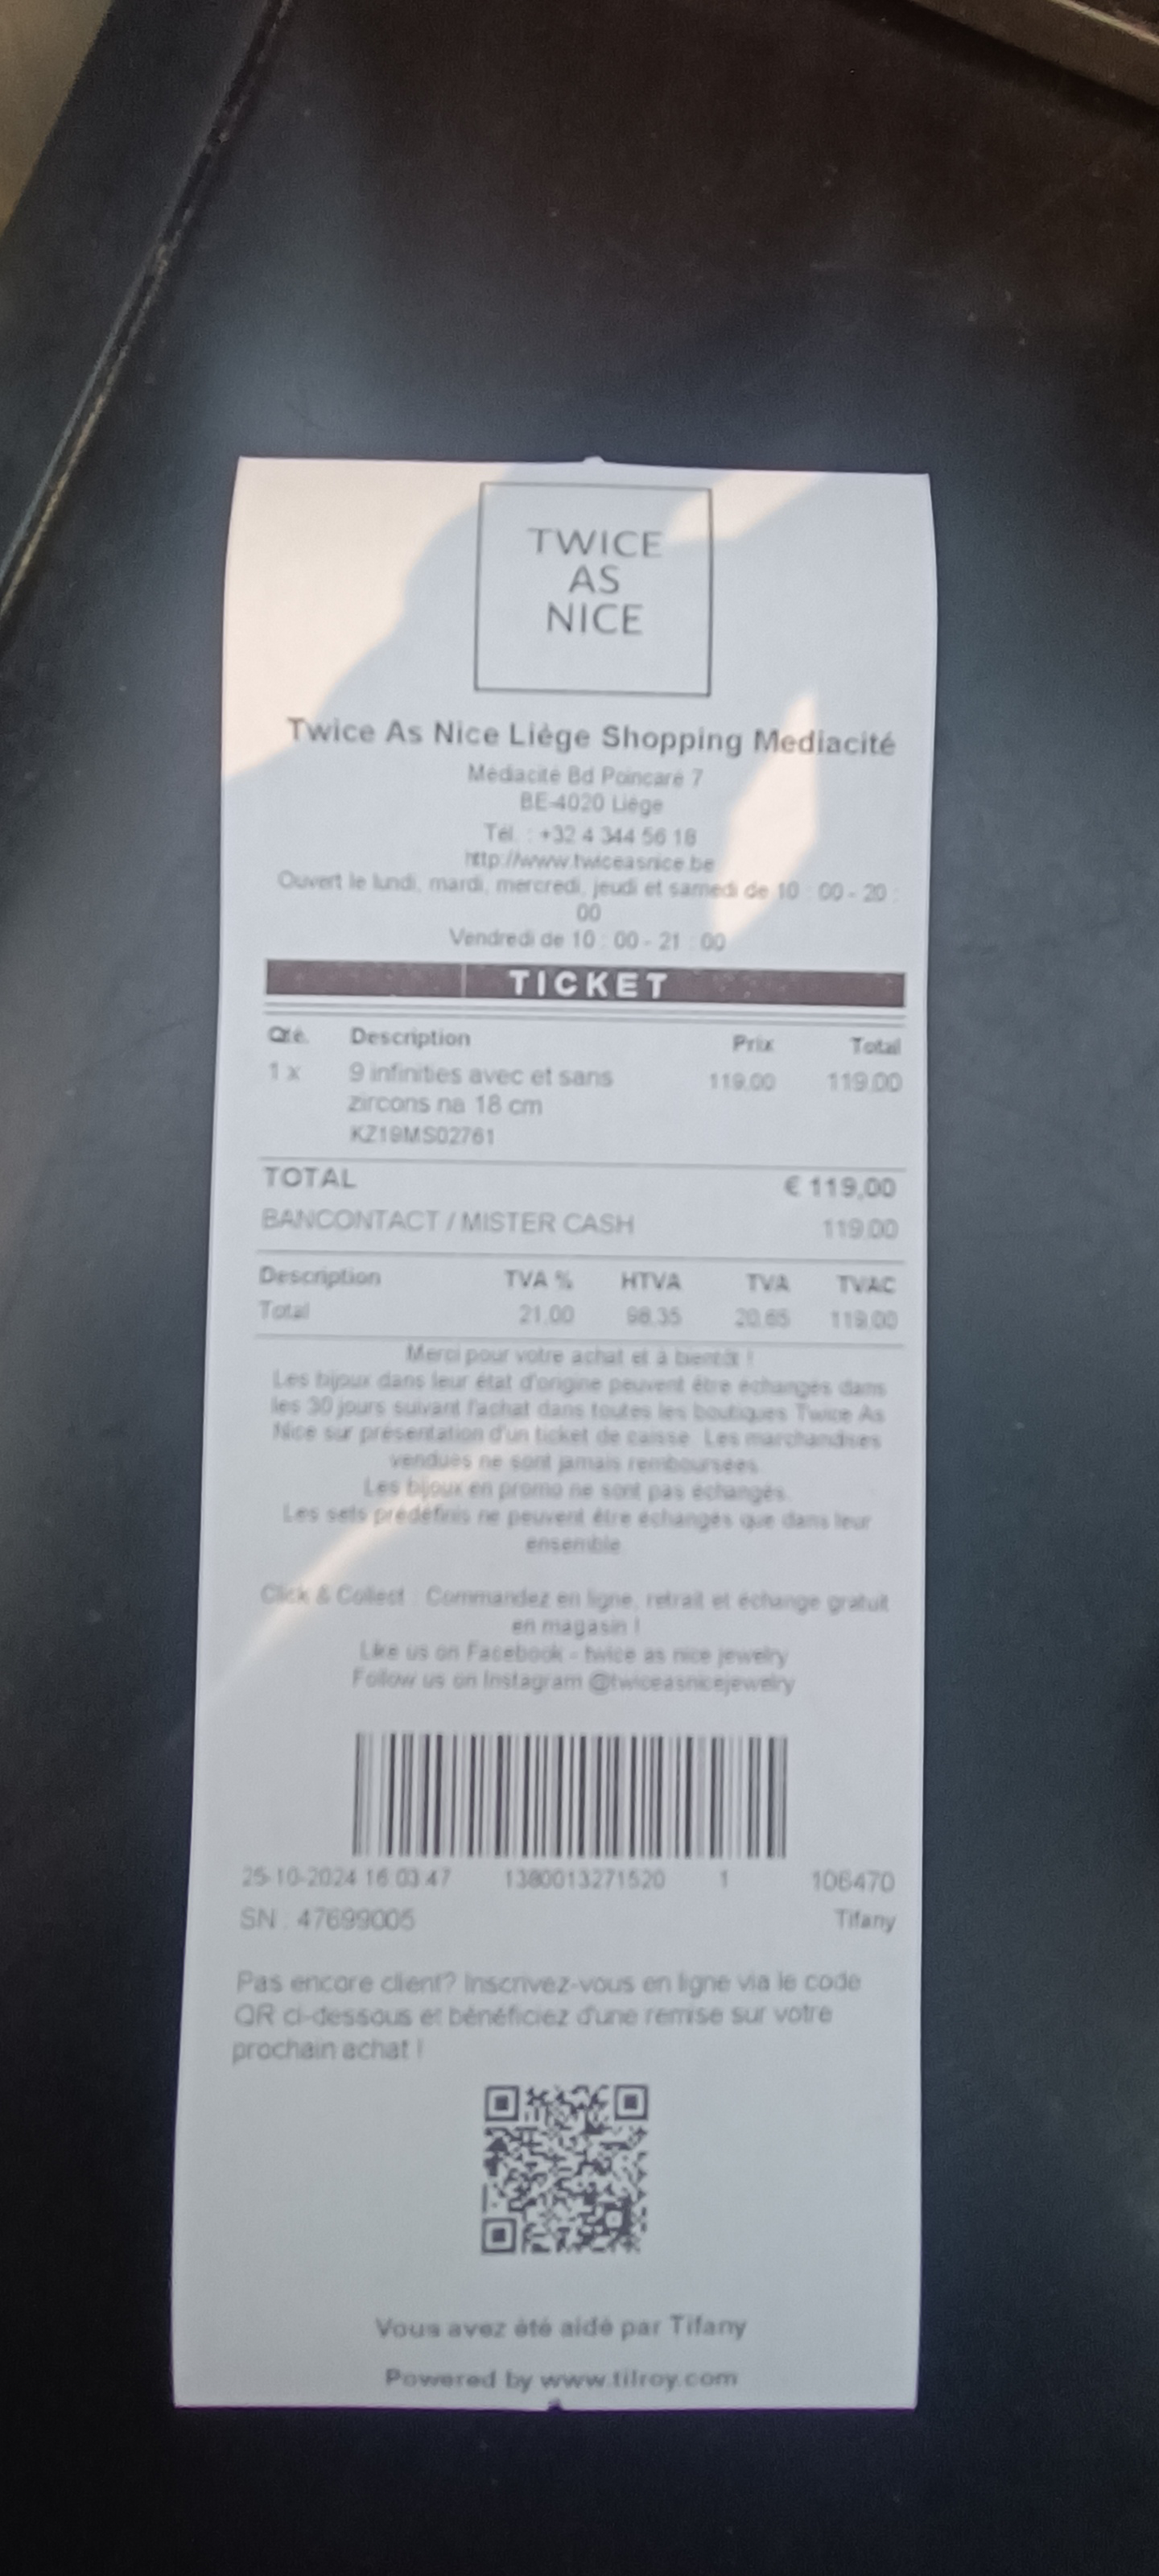 TWICE
AS
NICE
Twice As Nice Liége Shopping Mediacité
Médiacité Bd Poincaré 7
BE-4020 Liège
Tél. : +32 4 344 56 18
http://www.twiceasnice.be
Ouvert le lundi, mardi, mercredi, jeudi et samedi de 10 : 00 - 20 :
00
Vendredi de 10 : 00 - 21 : 00
TICKET
Qté. Description Prix Total
1 x 9 infinities avec et sans 119.00 119.00
zircons na 18 cm
KZ19MS02761
TOTAL € 119,00
BANCONTACT / MISTER CASH 119.00
Description TVA % HTVA TVA TVAC
Total 21.00 98.35 20.65 119.00
Merci pour votre achat et à bientôt !
Les bijoux dans leur état d'origine peuvent être échangés dans
les 30 jours suivant l'achat dans toutes les boutiques Twice As
Nice sur présentation d'un ticket de caisse. Les marchandises
vendues ne sont jamais remboursées.
Les bijoux en promo ne sont pas échangés.
Les sets prédéfinis ne peuvent être échangés que dans leur
ensemble.
Click & Collect : Commandez en ligne, retrait et échange gratuit
en magasin !
Like us on Facebook - twice as nice jewelry
Follow us on Instagram @twiceasnicejewelry
25-10-2024 16:03:47 1380013271520 1 106470
SN : 47699005 Tifany
Pas encore client? Inscrivez-vous en ligne via le code
QR ci-dessous et bénéficiez d'une remise sur votre
prochain achat !
Vous avez été aidé par Tifany
Powered by www.tilroy.com